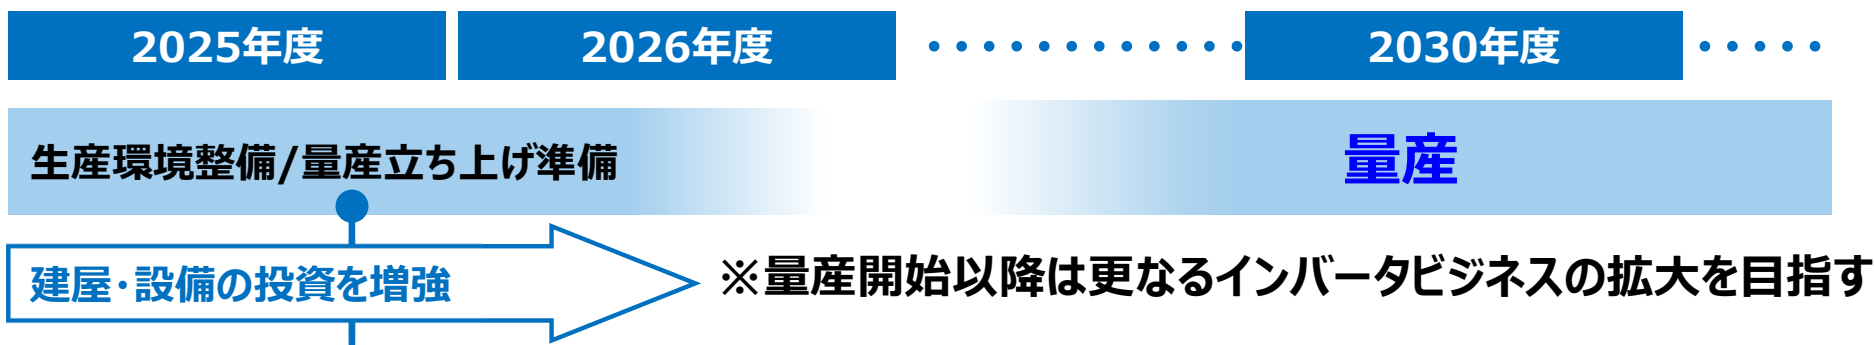 2025年度 2026年度 2030年度
生産環境整備/量産立ち上げ準備 量産
建屋・設備の投資を増強 ※量産開始以降は更なるインバータビジネスの拡大を目指す